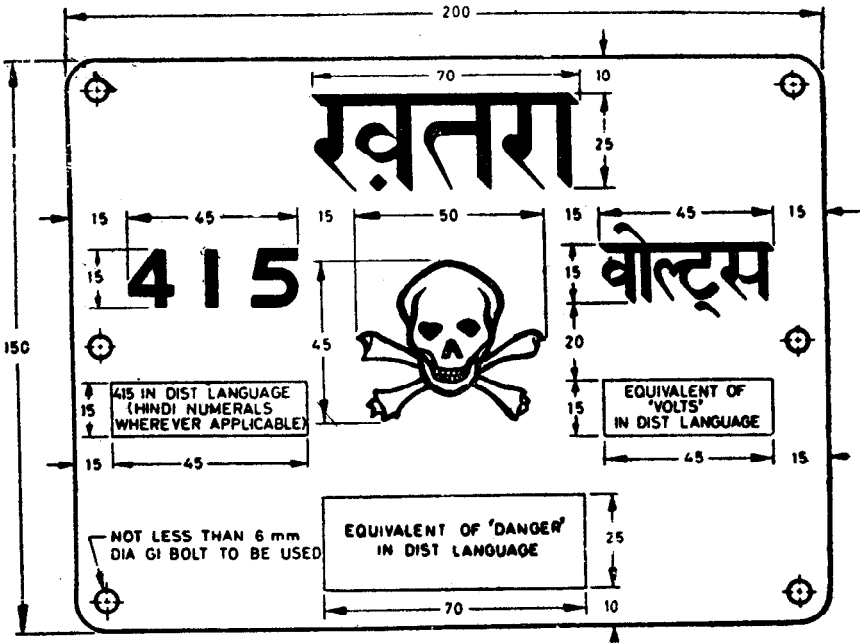 200
70 10
ख़तरा
25
15 45 15 50 15 45 15
15 415 15 वोल्ट्स
45
150
20
15 415 IN DIST LANGUAGE
(HINDI NUMERALS
WHEREVER APPLICABLE)
15 EQUIVALENT OF
'VOLTS'
IN DIST LANGUAGE
15 45 45 15
NOT LESS THAN 6 mm
DIA GI BOLT TO BE USED
EQUIVALENT OF 'DANGER'
IN DIST LANGUAGE
25
70 10